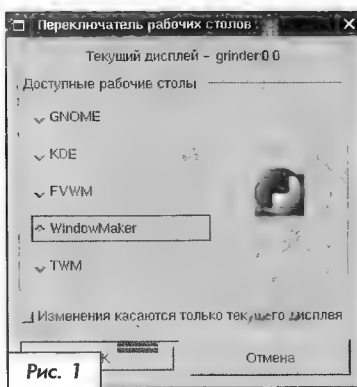 Переключатель рабочих столов
Текущий дисплей - grinder:0.0
Доступные рабочие столы
GNOME
KDE
FVWM
WindowMaker
TWM
Изменения касаются только текущего дисплея
Отмена
Рис. 1